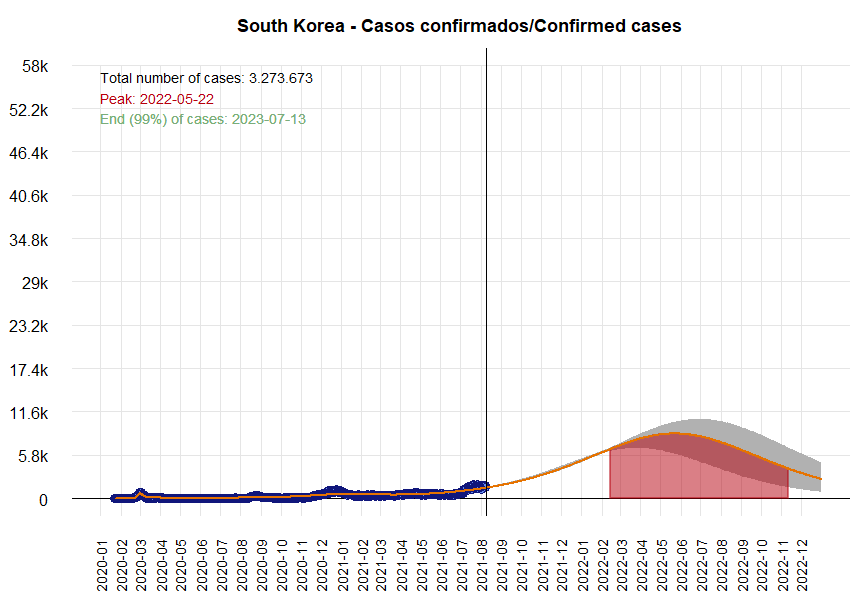 South Korea - Casos confirmados/Confirmed cases
58k
Total number of cases: 3.273.673
Peak: 2022-05-22
End (99%) of cases: 2023-07-13
52.2k
46.4k
40.6k
34.8k
29k
23.2k
17.4k
11.6k
5.8k
0
2020-01
2020-02
2020-03
2020-04
2020-05
2020-06
2020-07
2020-08
2020-09
2020-10
2020-11
2020-12
2021-01
2021-02
2021-03
2021-04
2021-05
2021-06
2021-07
2021-08
2021-09
2021-10
2021-11
2021-12
2022-01
2022-02
2022-03
2022-04
2022-05
2022-06
2022-07
2022-08
2022-09
2022-10
2022-11
2022-12